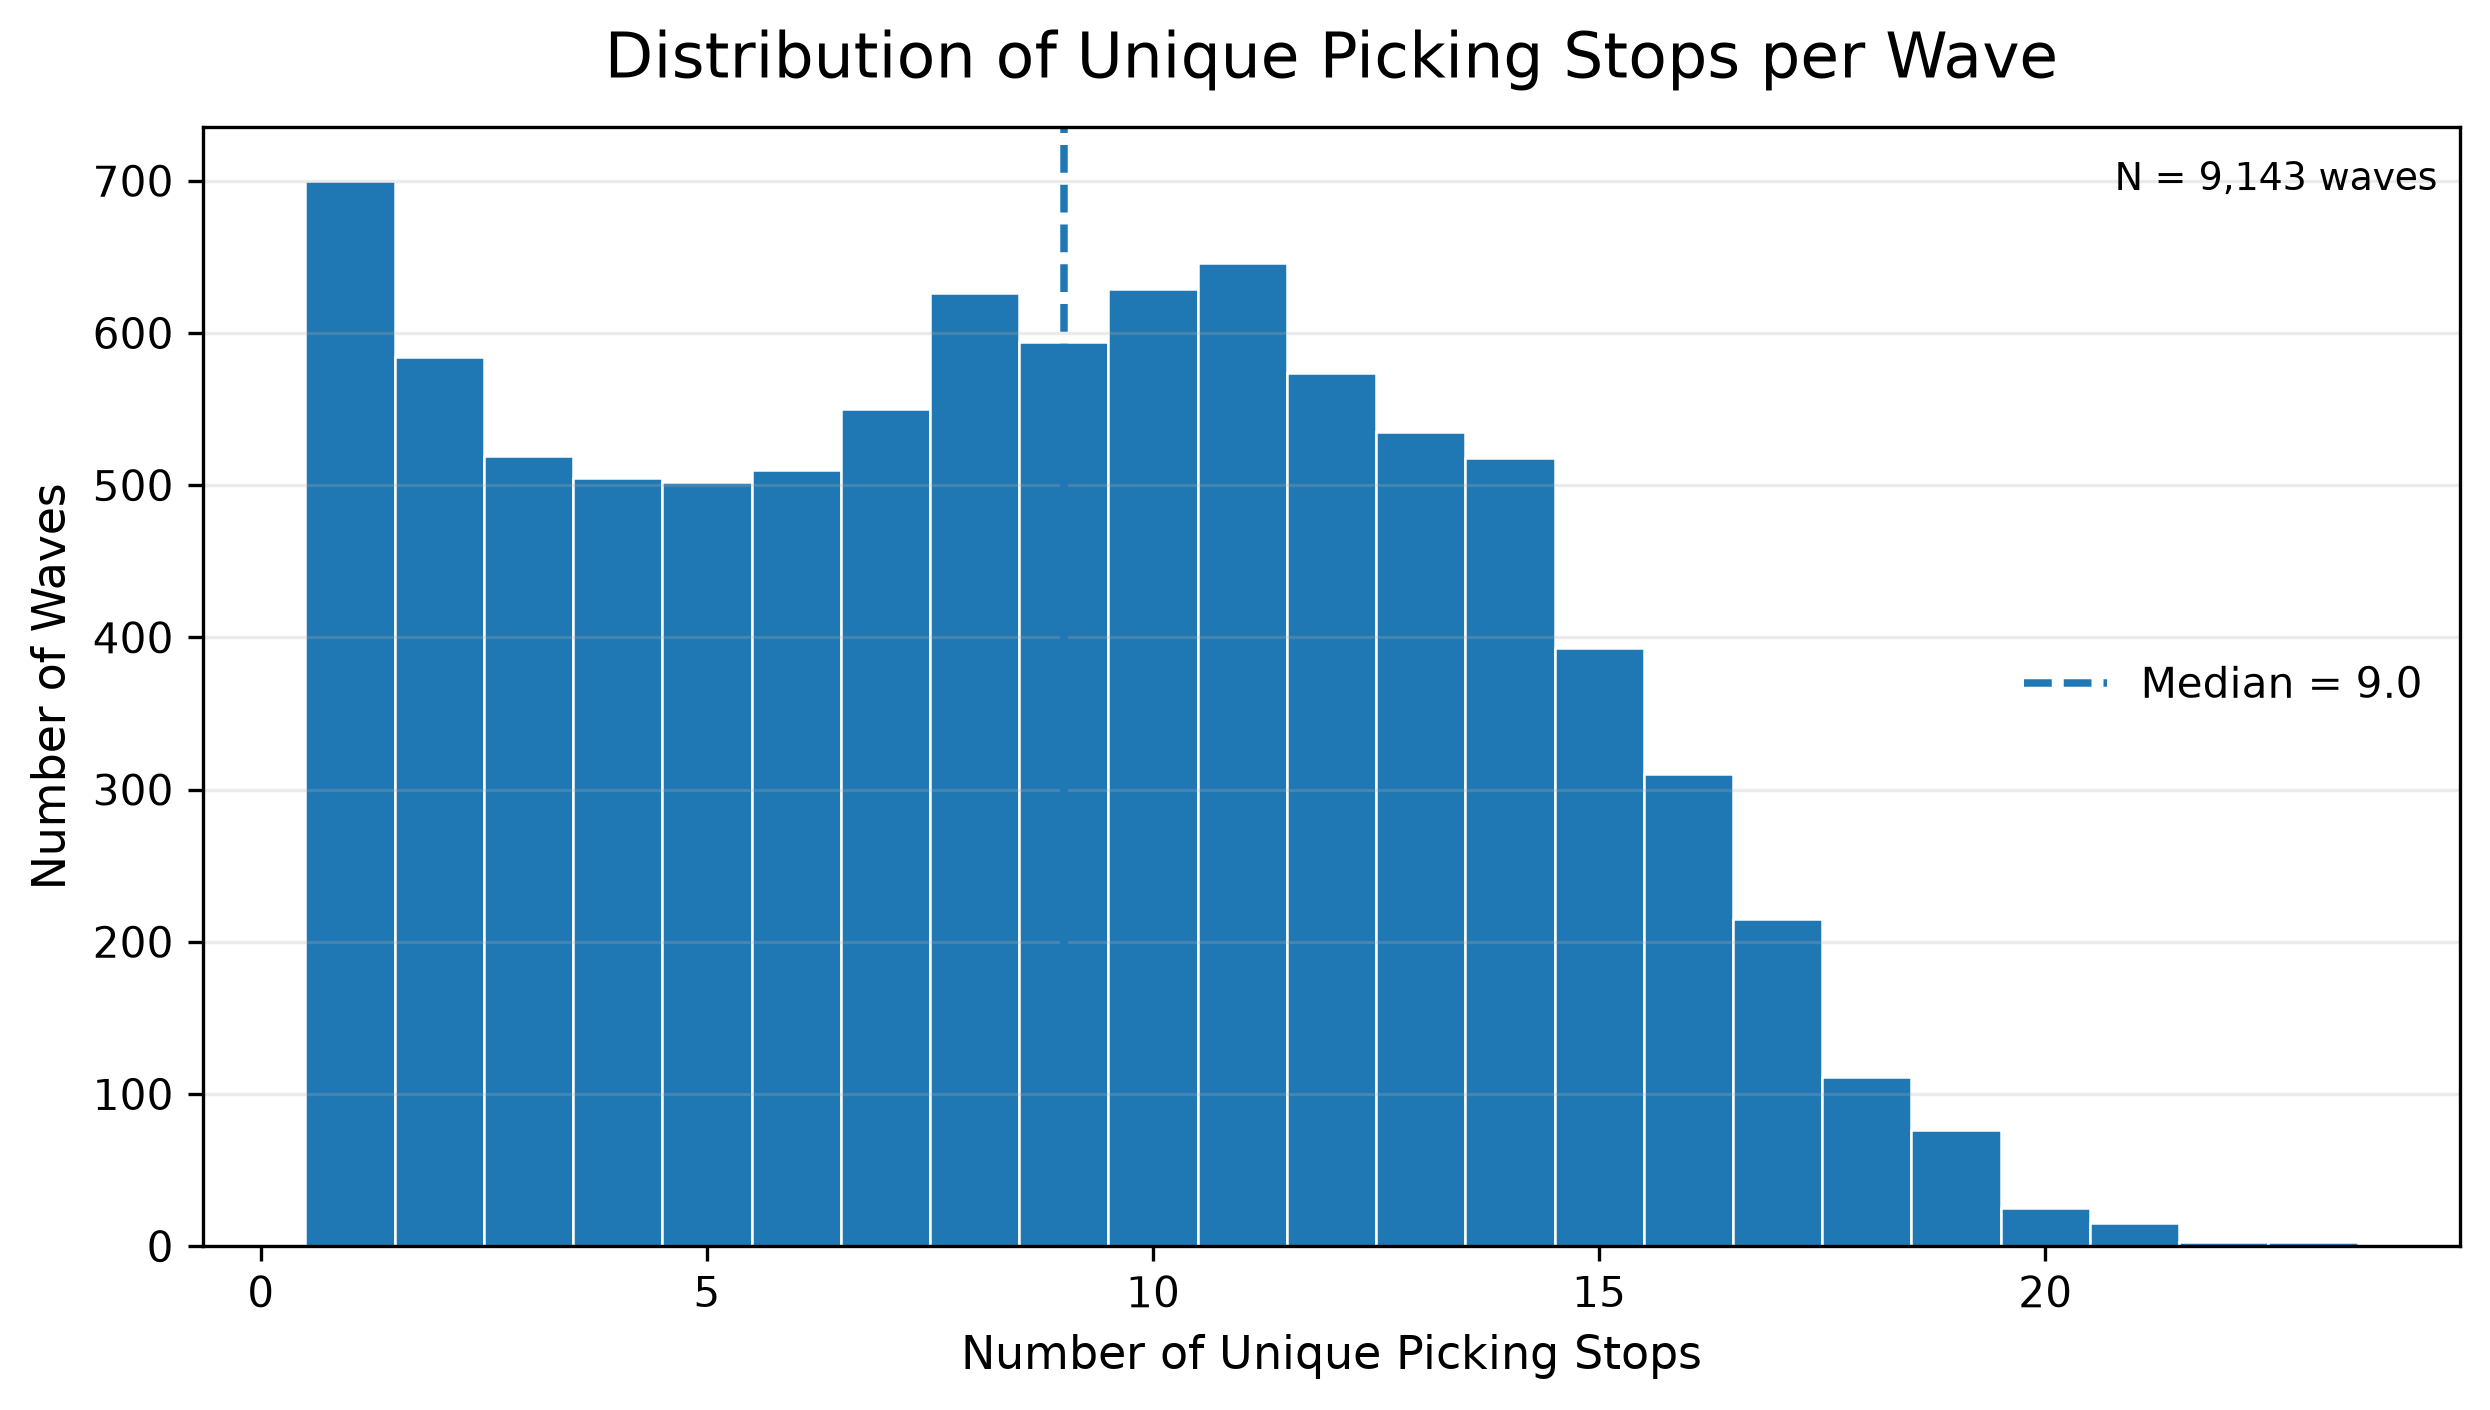 Distribution of Unique Picking Stops per Wave
N = 9,143 waves
Median = 9.0
Number of Waves
700
600
500
400
300
200
100
0
0
5
10
15
20
Number of Unique Picking Stops